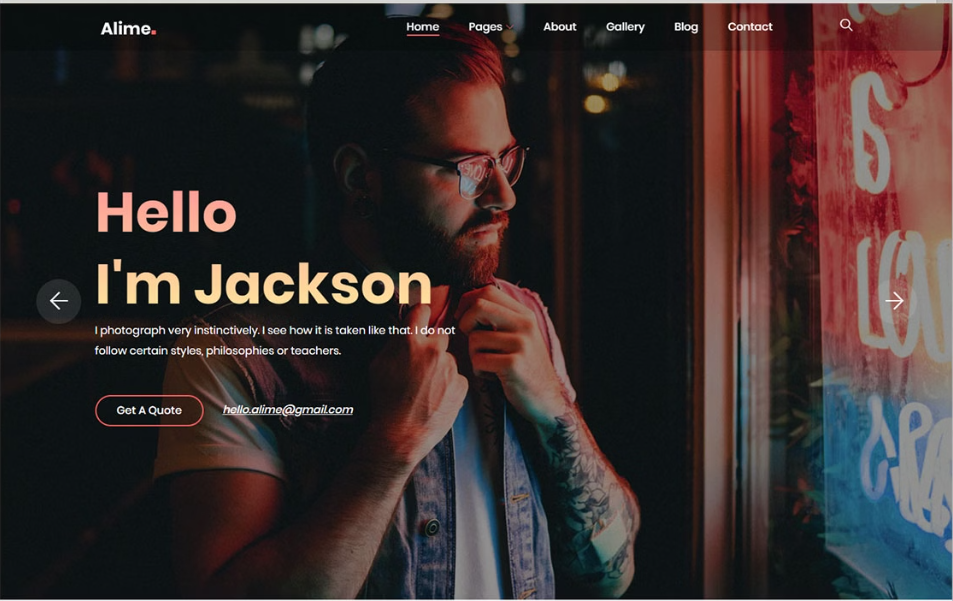 Alime.
Home Pages About Gallery Blog Contact
Hello
I'm Jackson
I photograph very instinctively. I see how it is taken like that. I do not
follow certain styles, philosophies or teachers.
Get A Quote
hello.alime@gmail.com